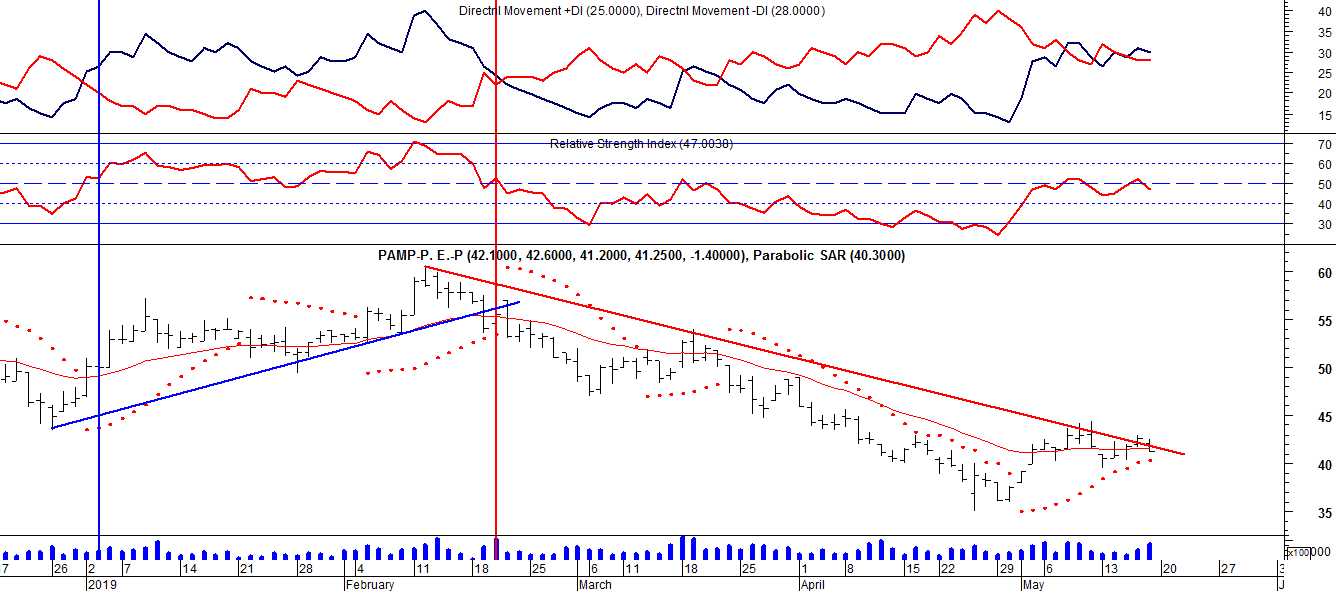 Directnl Movement +DI (25.0000), Directnl Movement -DI (28.0000)
40
35
30
25
20
15
Relative Strength Index (47.0038)
70
60
50
40
30
PAMP-P. E.-P (42.1000, 42.6000, 41.2000, 41.2500, -1.40000), Parabolic SAR (40.3000)
60
55
50
45
40
35
x100 000
17 26 2 7 14 21 28 4 11 18 25 6 11 18 25 1 8 15 22 29 6 13 20 27 3
2019 February March April May J